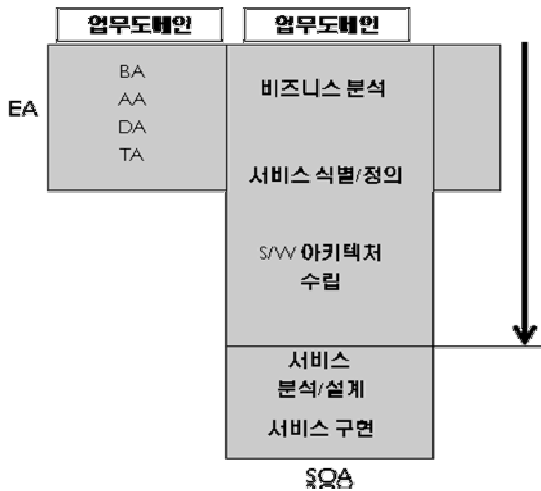 업무도메인
업무도메인
EA
BA
AA
DA
TA
비즈니스 분석
서비스 식별/정의
S/W 아키텍처
수립
서비스
분석/설계
서비스 구현
SOA